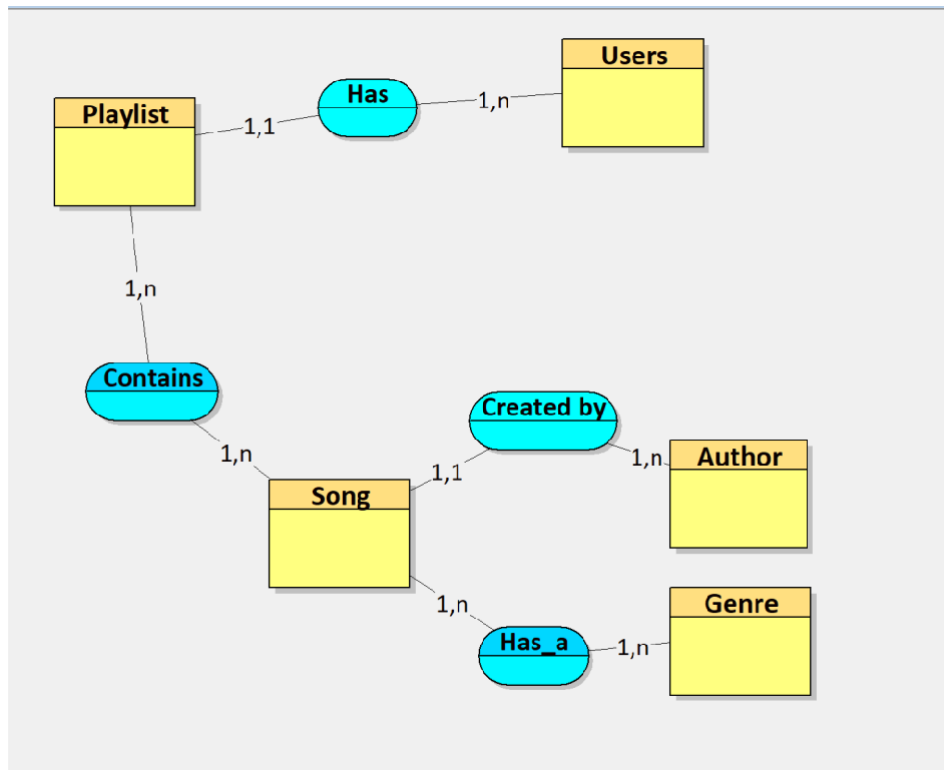 Users
Has
1,n
Playlist
1,1
1,n
Contains
Created by
1,n
1,1
1,n
Author
Song
1,n
Genre
Has_a
1,n